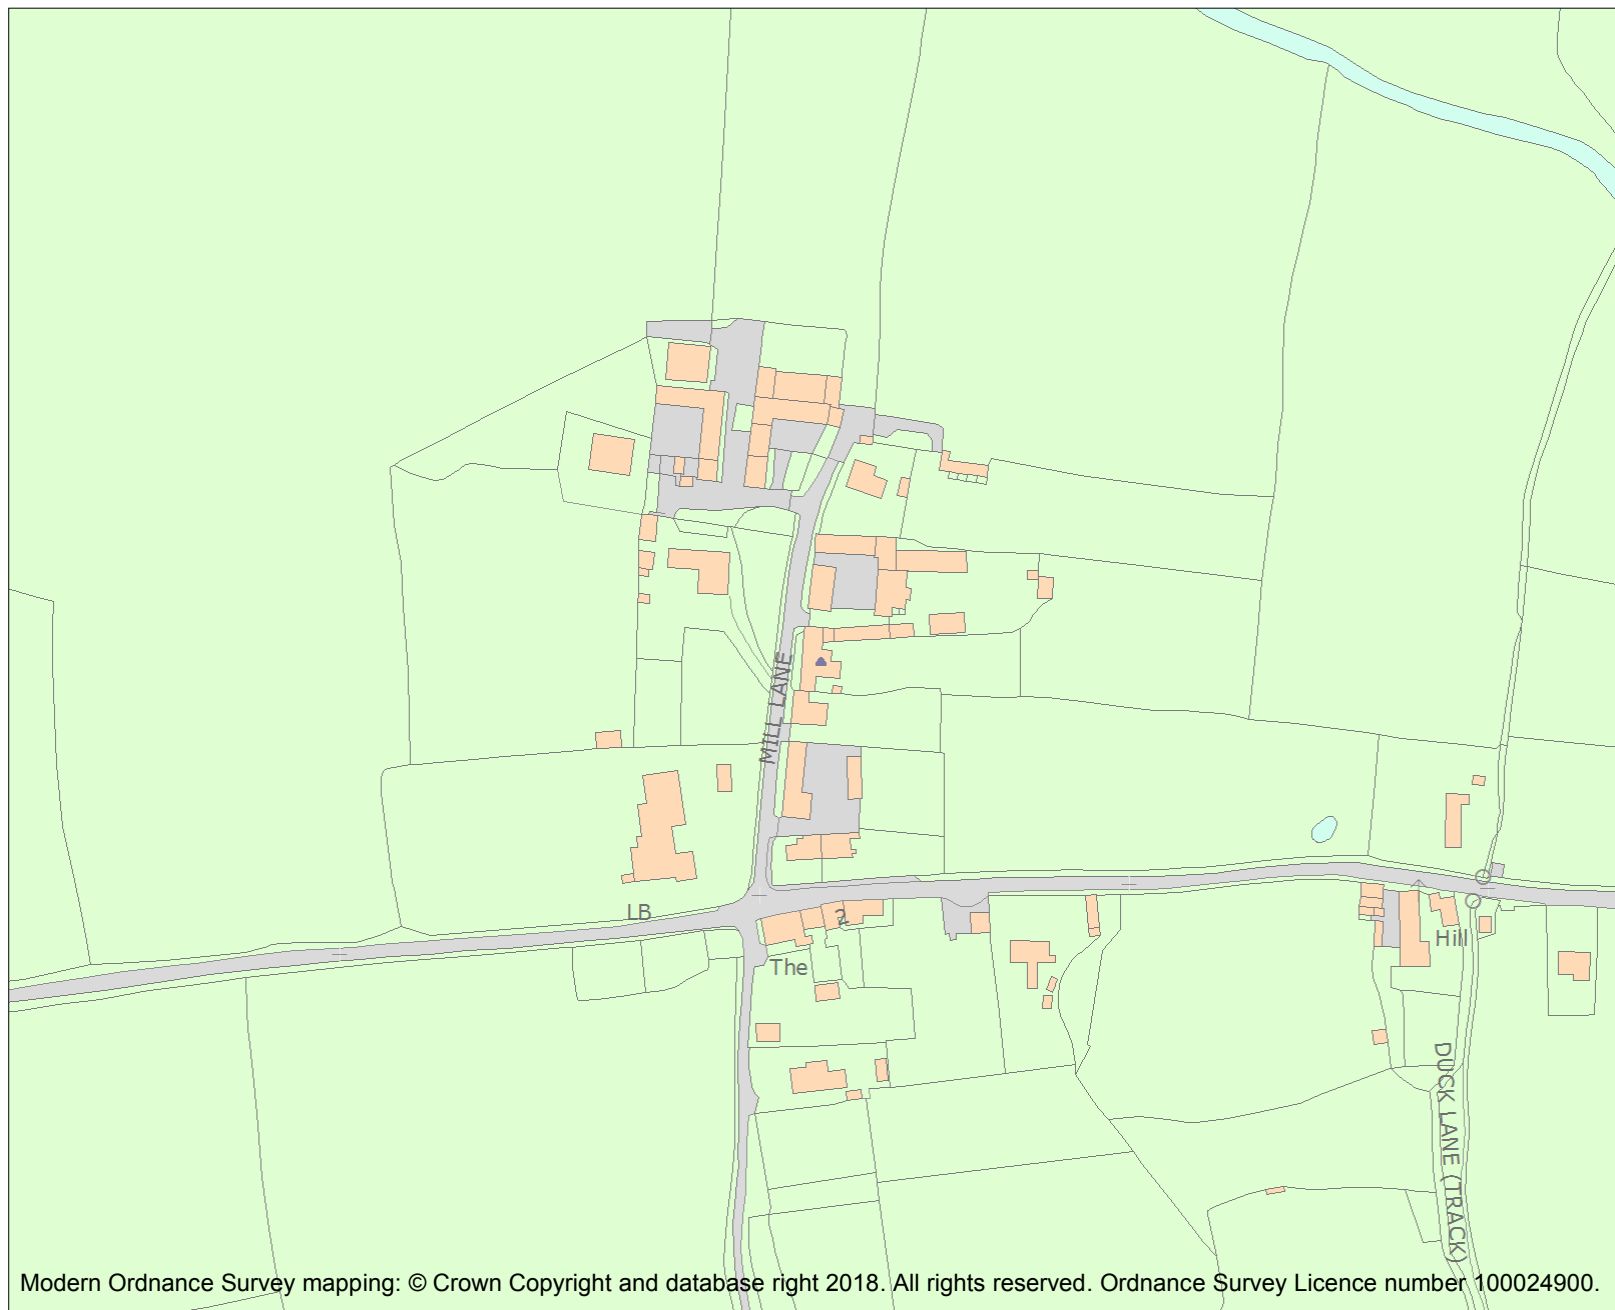 MILL LANE
LB
2
The
Hill
DUCK LANE (TRACK)
Modern Ordnance Survey mapping: © Crown Copyright and database right 2018. All rights reserved. Ordnance Survey Licence number 100024900.